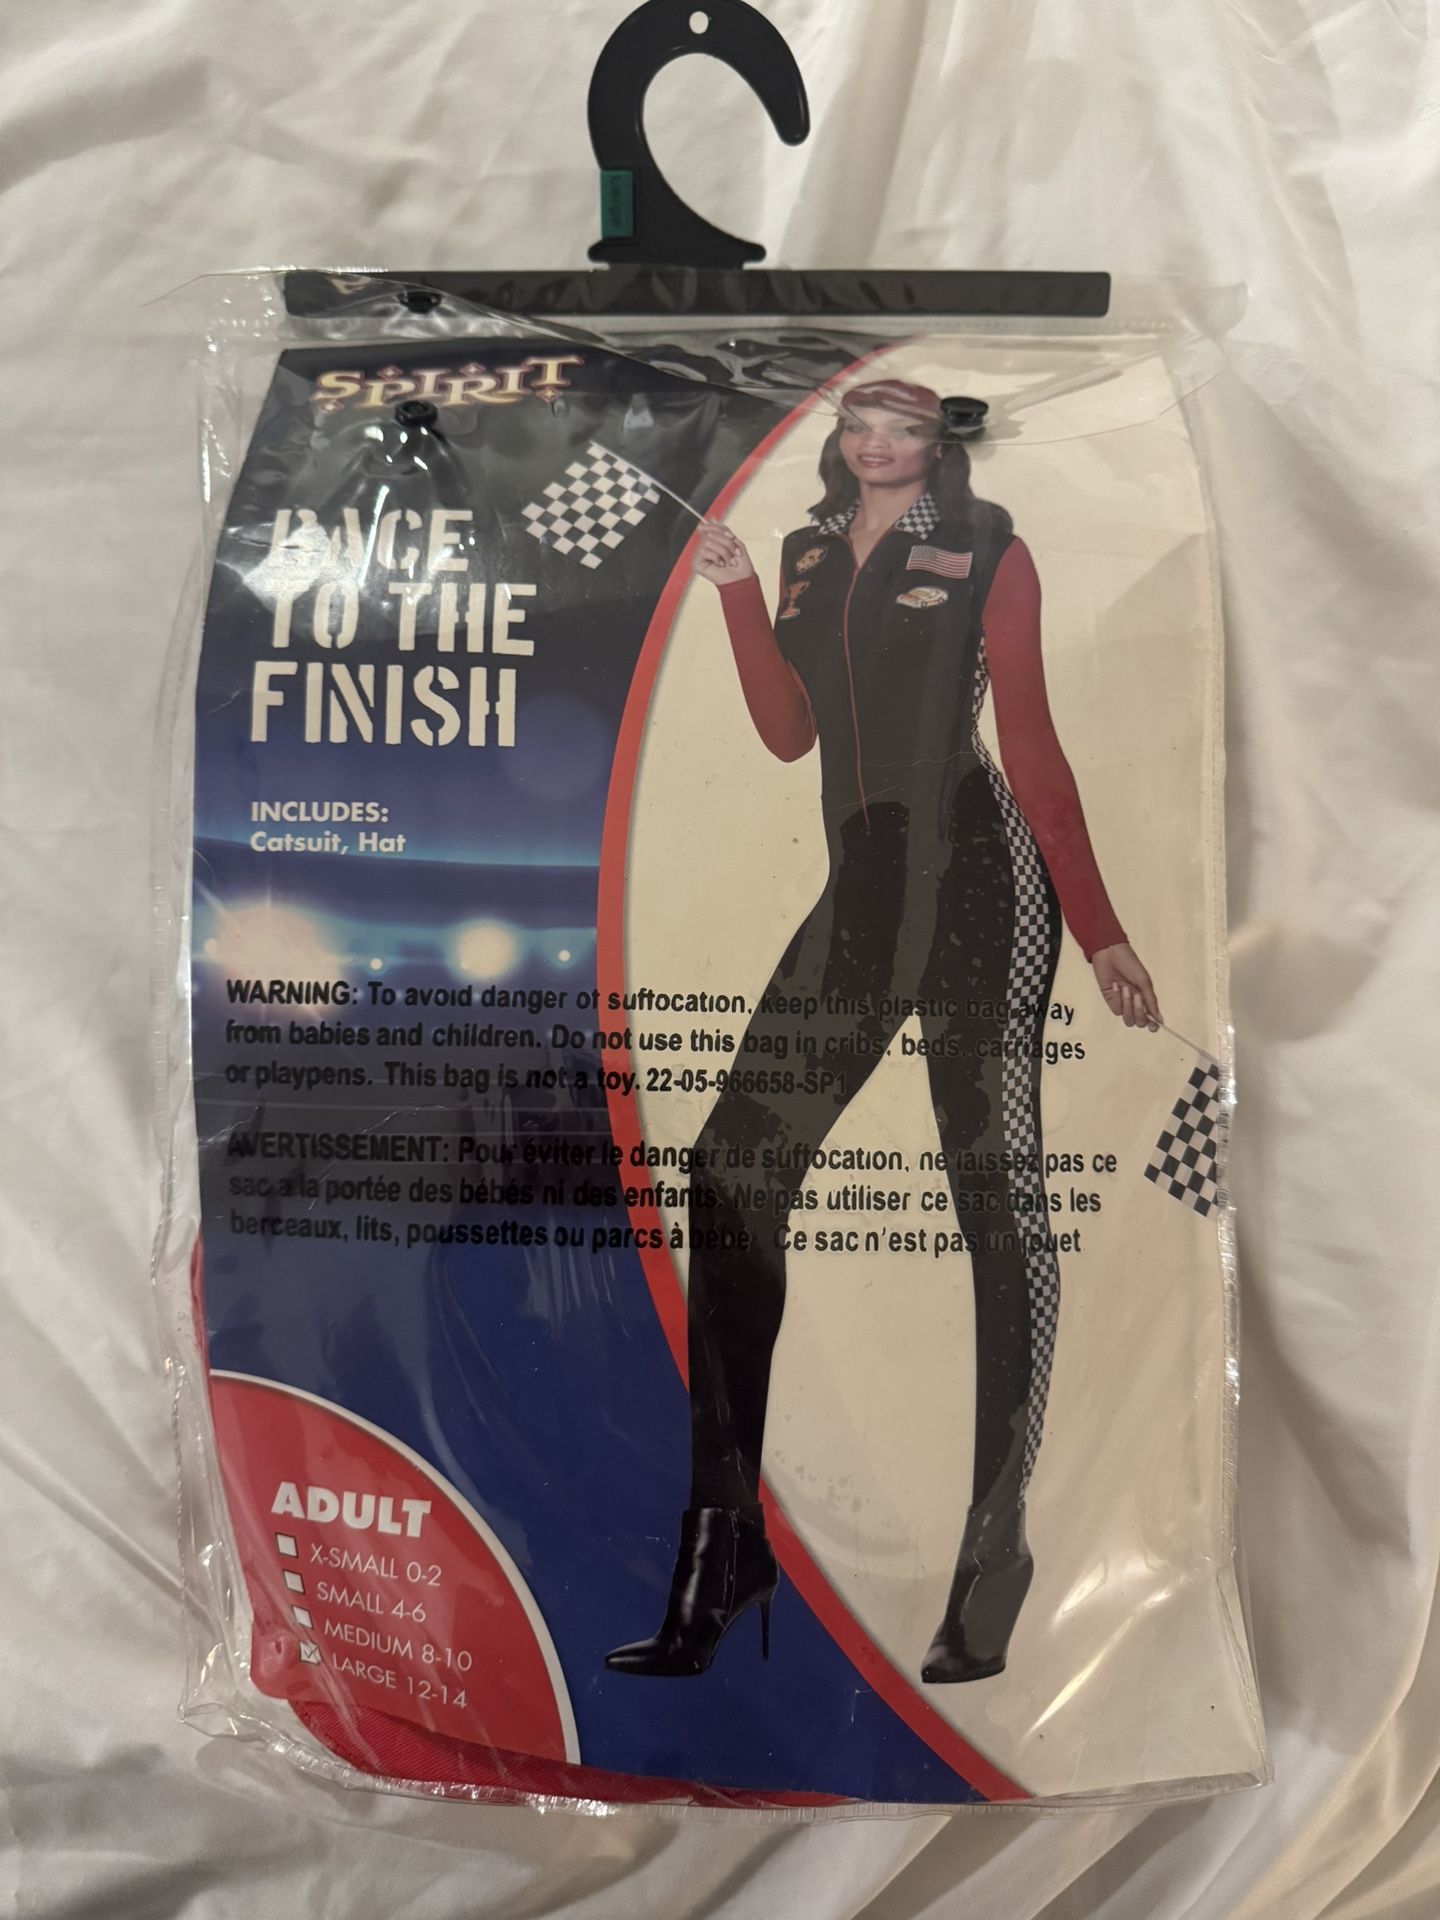 Large
SPIRIT
RACE
TO THE
FINISH
INCLUDES:
Catsuit, Hat
WARNING: To avoid danger of suffocation, keep this plastic bag away
from babies and children. Do not use this bag in cribs, beds, carriages
or playpens. This bag is not a toy. 22-05-966658-SP1
AVERTISSEMENT: Pour éviter le danger de suffocation, ne laissez pas ce
sac a la portée des bébés ni des enfants. Ne pas utiliser ce sac dans les
berceaux, lits, poussettes ou parcs à bébé Ce sac n'est pas un jouet
ADULT
X-SMALL 0-2
SMALL 4-6
MEDIUM 8-10
LARGE 12-14